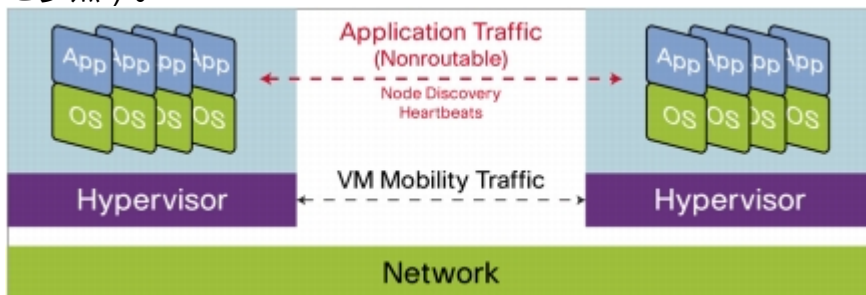 Application Traffic
(Nonroutable)
Node Discovery
Heartbeats
App App App App
OS OS OS OS
App App App App
OS OS OS OS
VM Mobility Traffic
Hypervisor
Hypervisor
Network